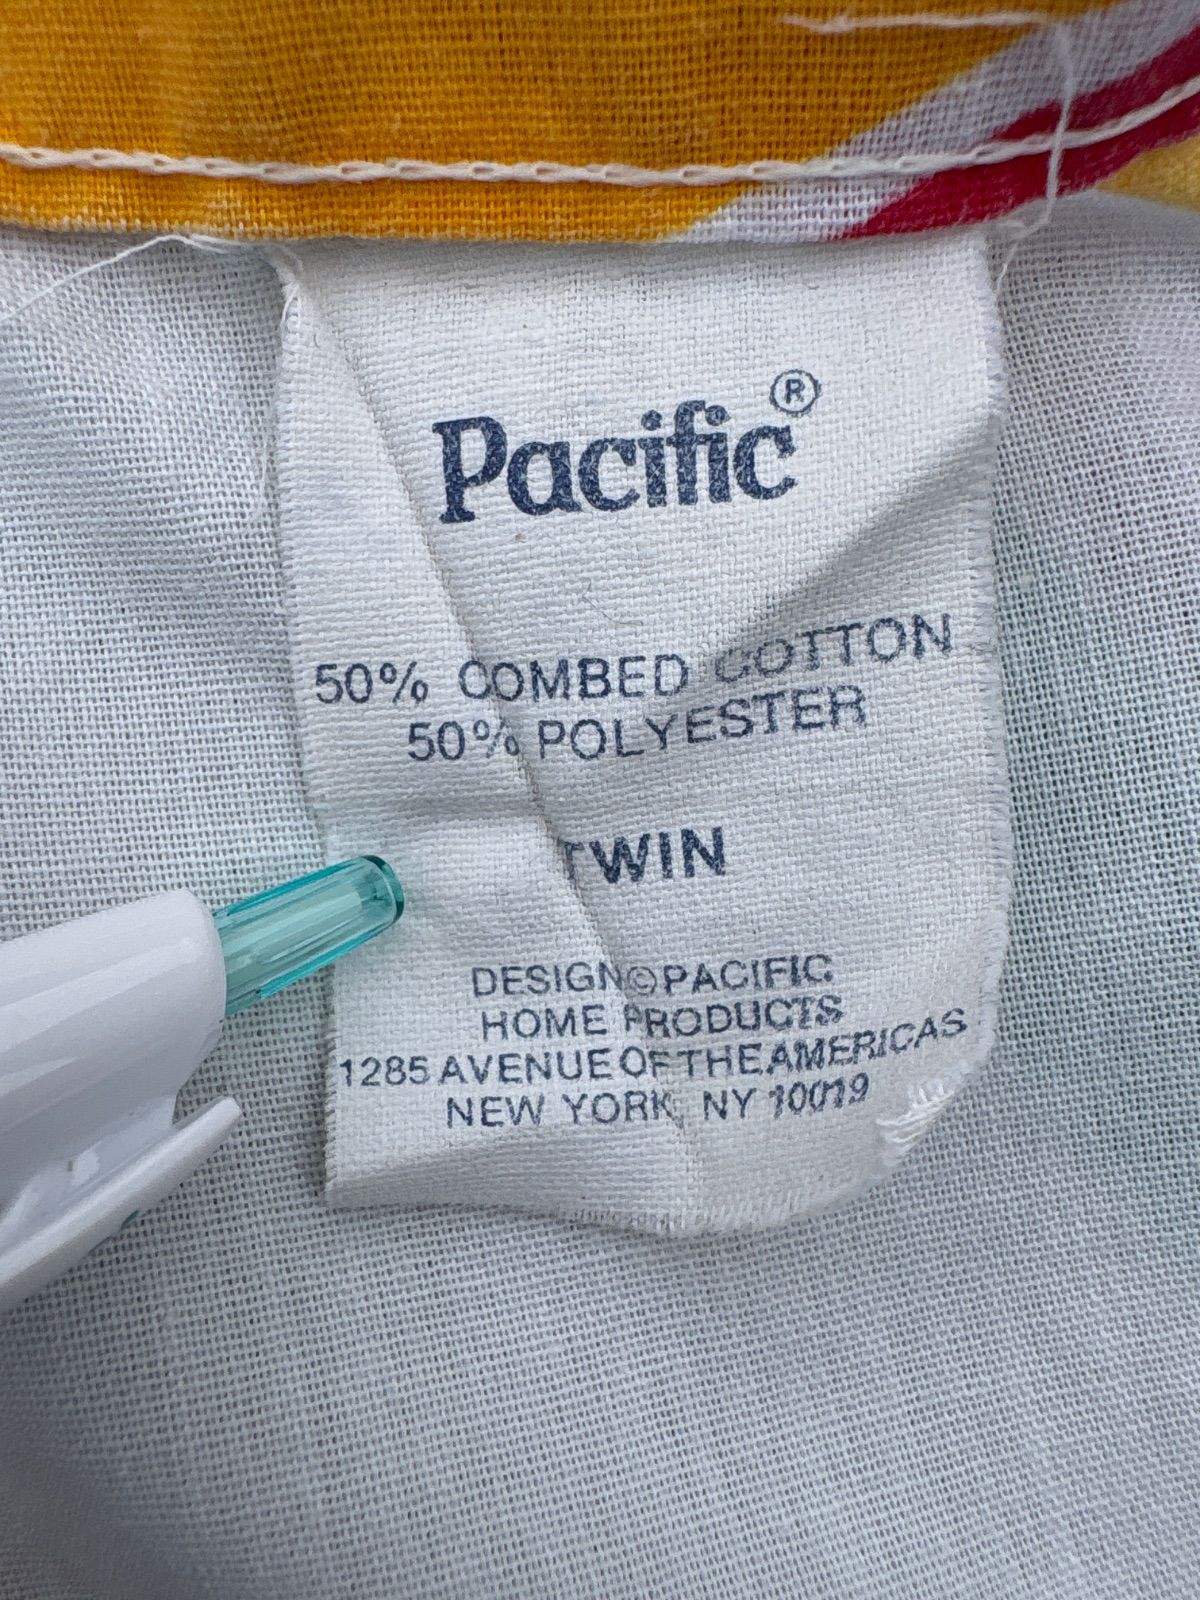 Pacific®
50% COMBED COTTON
50% POLYESTER
TWIN
DESIGN©PACIFIC
HOME PRODUCTS
1285 AVENUE OF THE AMERICAS
NEW YORK, NY 10019